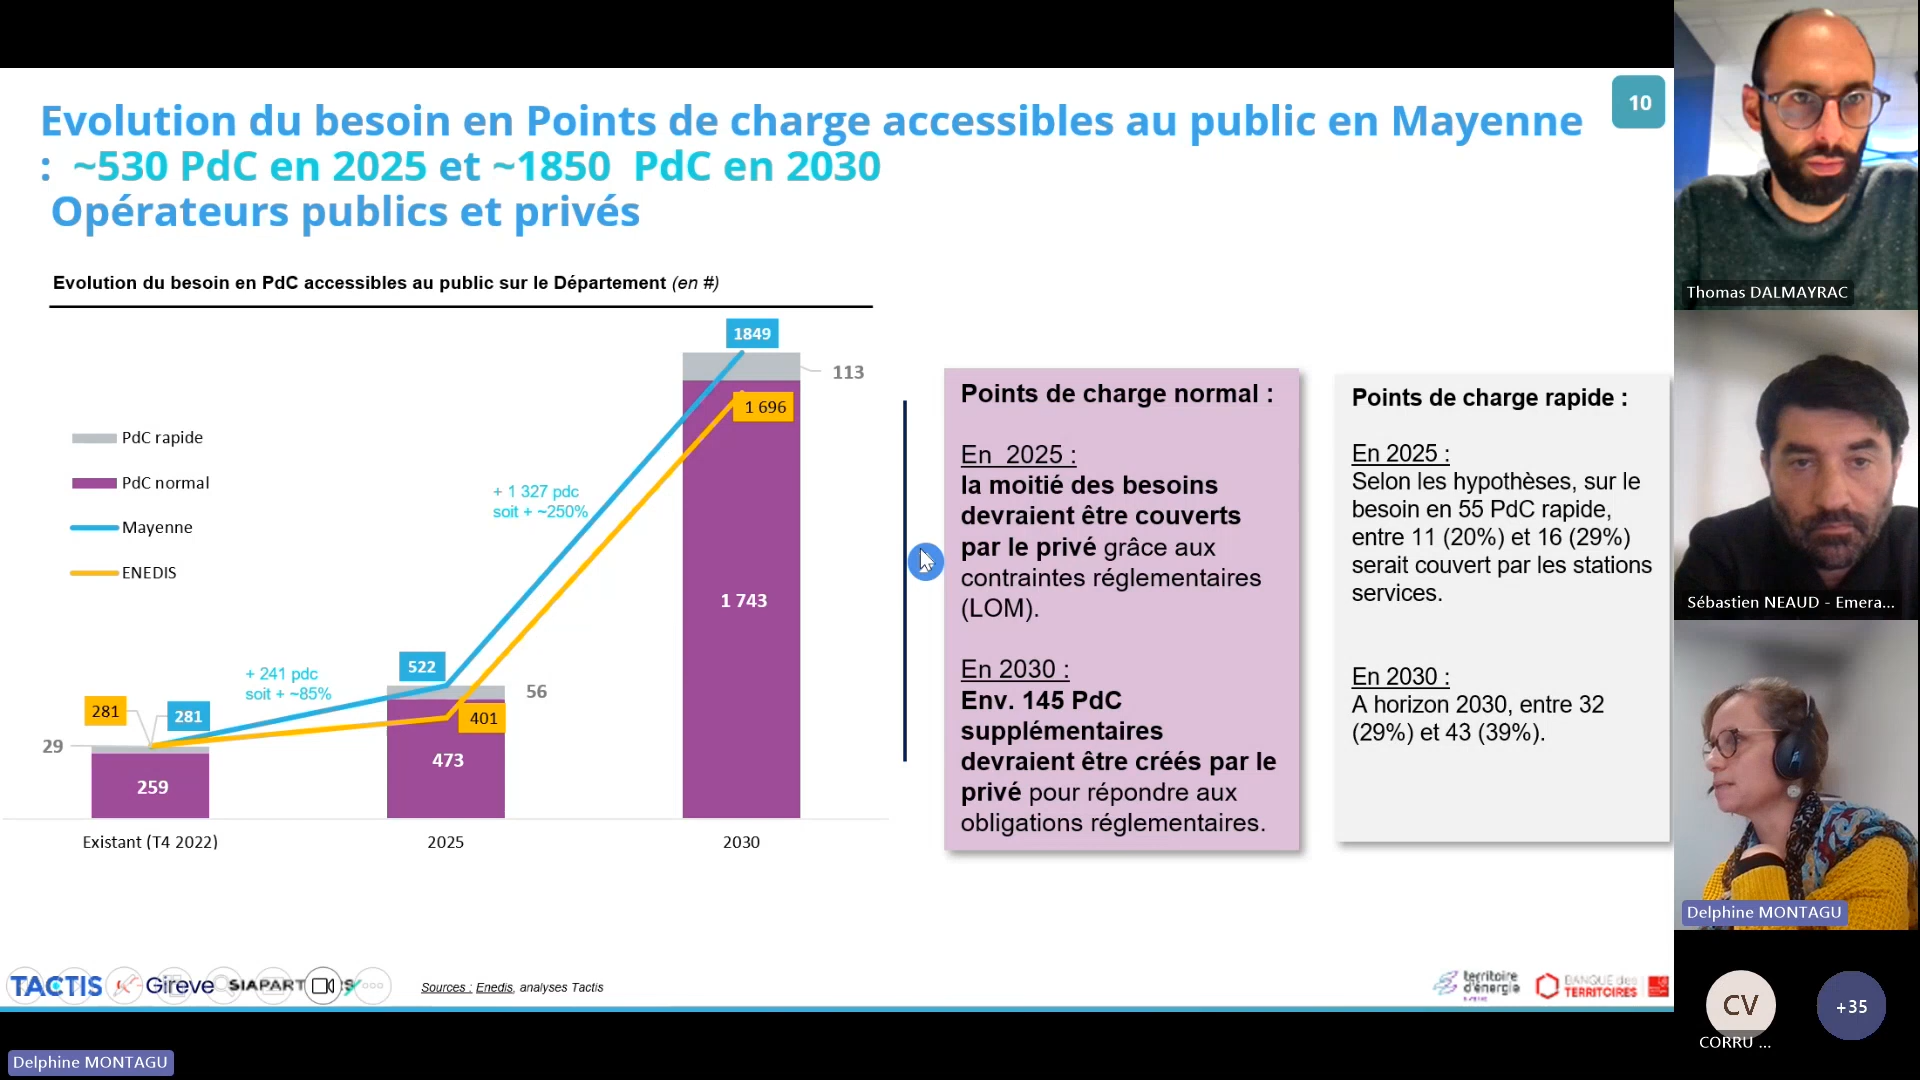 Evolution du besoin en Points de charge accessibles au public en Mayenne
: ~530 PdC en 2025 et ~1850 PdC en 2030
Opérateurs publics et privés
10
Evolution du besoin en PdC accessibles au public sur le Département (en #)
PdC rapide
PdC normal
Mayenne
ENEDIS
281
281
29
259
Existant (T4 2022)
+ 241 pdc
soit + ~85%
522
56
401
473
2025
+ 1 327 pdc
soit + ~250%
1849
113
1 696
1 743
2030
Points de charge normal :
En 2025 :
la moitié des besoins
devraient être couverts
par le privé grâce aux
contraintes réglementaires
(LOM).
En 2030 :
Env. 145 PdC
supplémentaires
devraient être créés par le
privé pour répondre aux
obligations réglementaires.
Points de charge rapide :
En 2025 :
Selon les hypothèses, sur le
besoin en 55 PdC rapide,
entre 11 (20%) et 16 (29%)
serait couvert par les stations
services.
En 2030 :
A horizon 2030, entre 32
(29%) et 43 (39%).
TACTIS
Gireve
SIAPART
Sources : Enedis, analyses Tactis
territoire
d'énergie
BANQUE des
TERRITOIRES
Thomas DALMAYRAC
Sébastien NEAUD - Emera...
Delphine MONTAGU
CV
CORRU ...
+35
Delphine MONTAGU